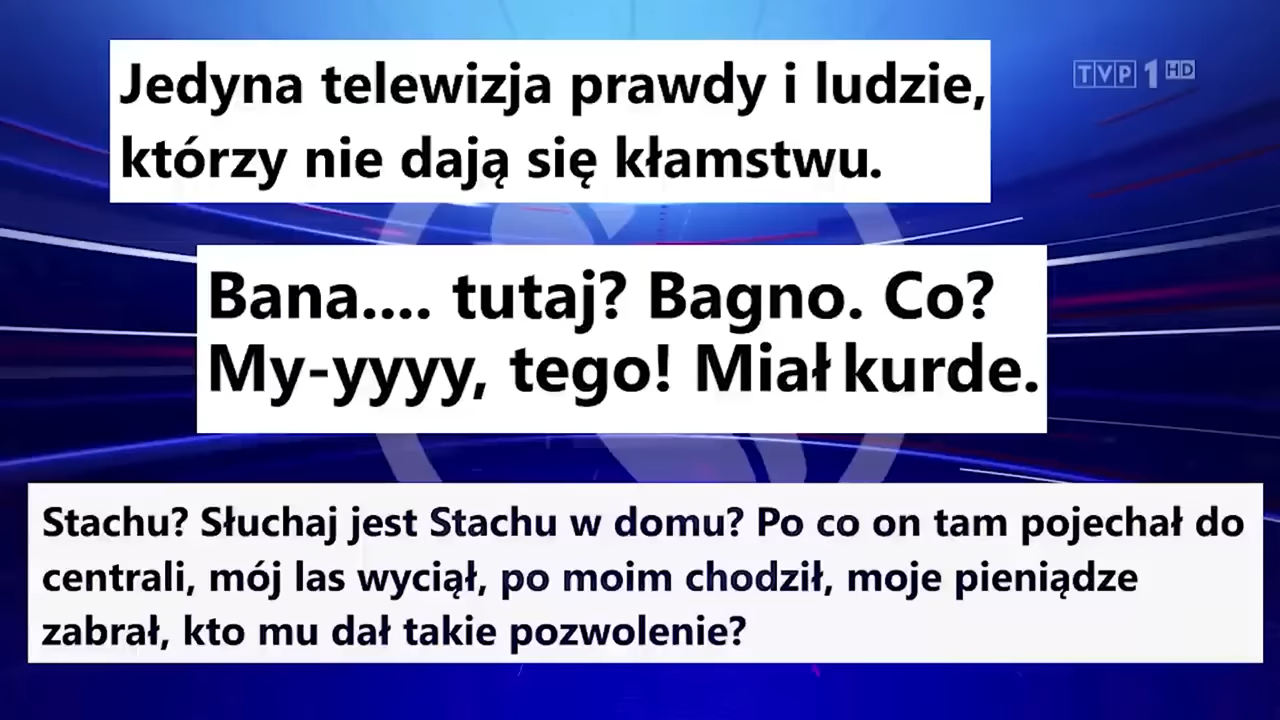 TVP 1 HD
Jedyna telewizja prawdy i ludzie,
którzy nie dają się kłamstwu.
Bana.... tutaj? Bagno. Co?
My-yyyy, tego! Miał kurde.
Stachu? Słuchaj jest Stachu w domu? Po co on tam pojechał do
centrali, mój las wyciął, po moim chodził, moje pieniądze
zabrał, kto mu dał takie pozwolenie?